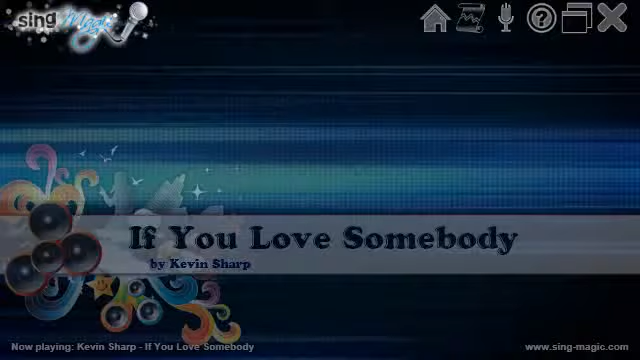 sing Magic
If You Love Somebody
by Kevin Sharp
Now playing: Kevin Sharp - If You Love Somebody
www.sing-magic.com